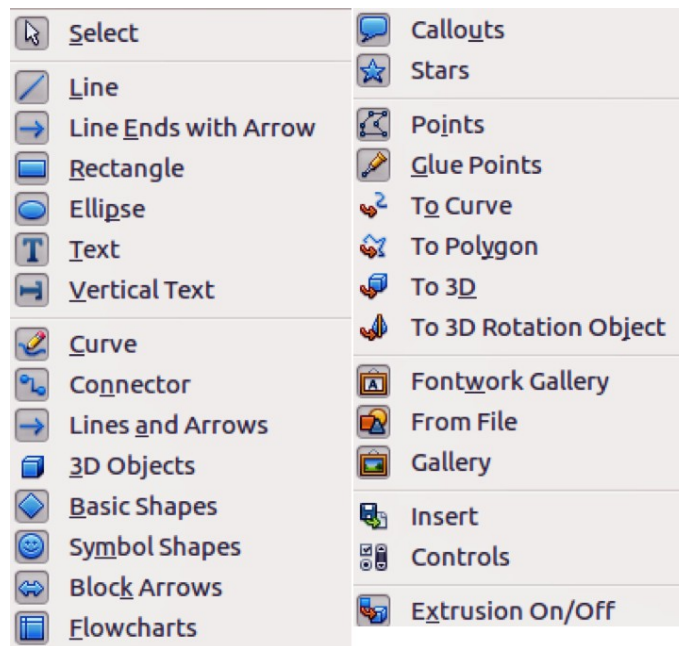 Select
Line
Line Ends with Arrow
Rectangle
Ellipse
Text
Vertical Text
Curve
Connector
Lines and Arrows
3D Objects
Basic Shapes
Symbol Shapes
Block Arrows
Flowcharts
Callouts
Stars
Points
Glue Points
To Curve
To Polygon
To 3D
To 3D Rotation Object
Fontwork Gallery
From File
Gallery
Insert
Controls
Extrusion On/Off